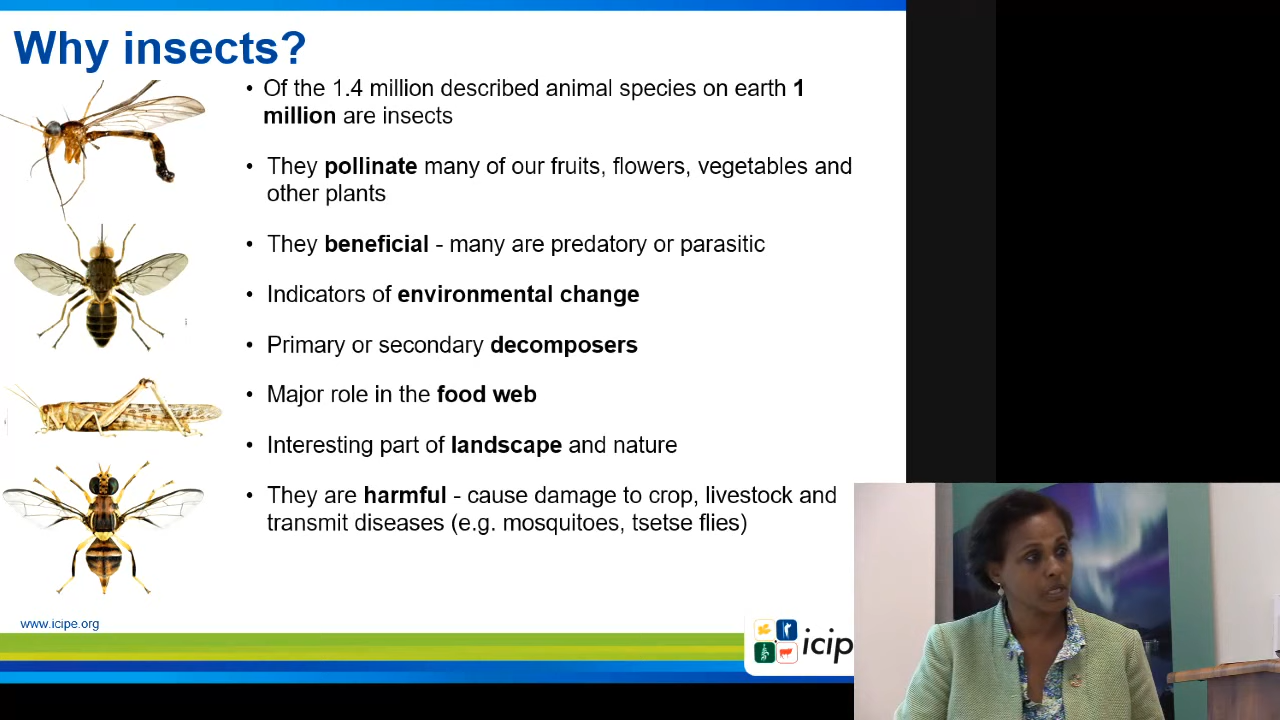 Why insects?
• Of the 1.4 million described animal species on earth 1
million are insects
• They pollinate many of our fruits, flowers, vegetables and
other plants
• They beneficial - many are predatory or parasitic
• Indicators of environmental change
• Primary or secondary decomposers
• Major role in the food web
• Interesting part of landscape and nature
• They are harmful - cause damage to crop, livestock and
transmit diseases (e.g. mosquitoes, tsetse flies)
www.icipe.org
icip